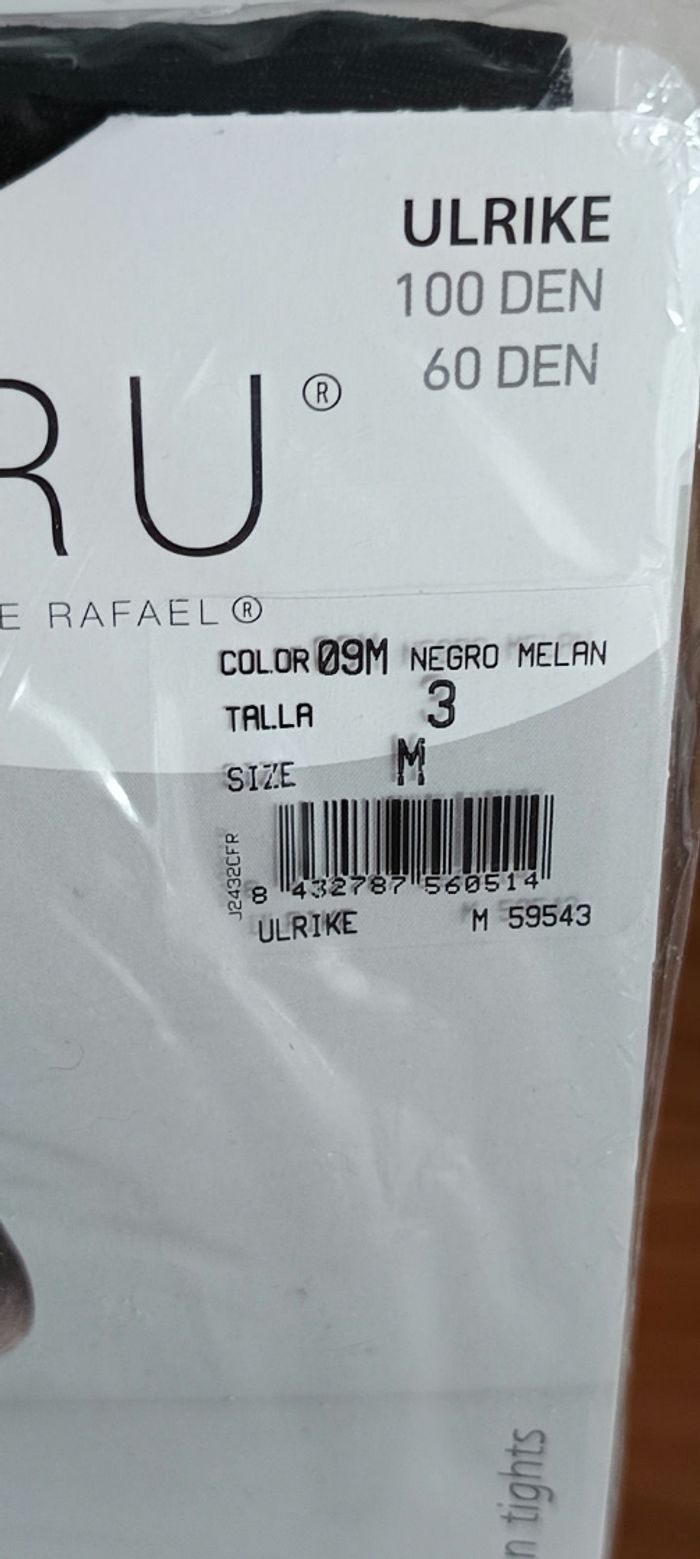 ULRIKE
100 DEN
60 DEN
RU®
E RAFAEL®
COLOR 09M NEGRO MELAN
TALLA 3
SIZE M
J2432CFR
8 432787 560514
ULRIKE M 59543
n tights